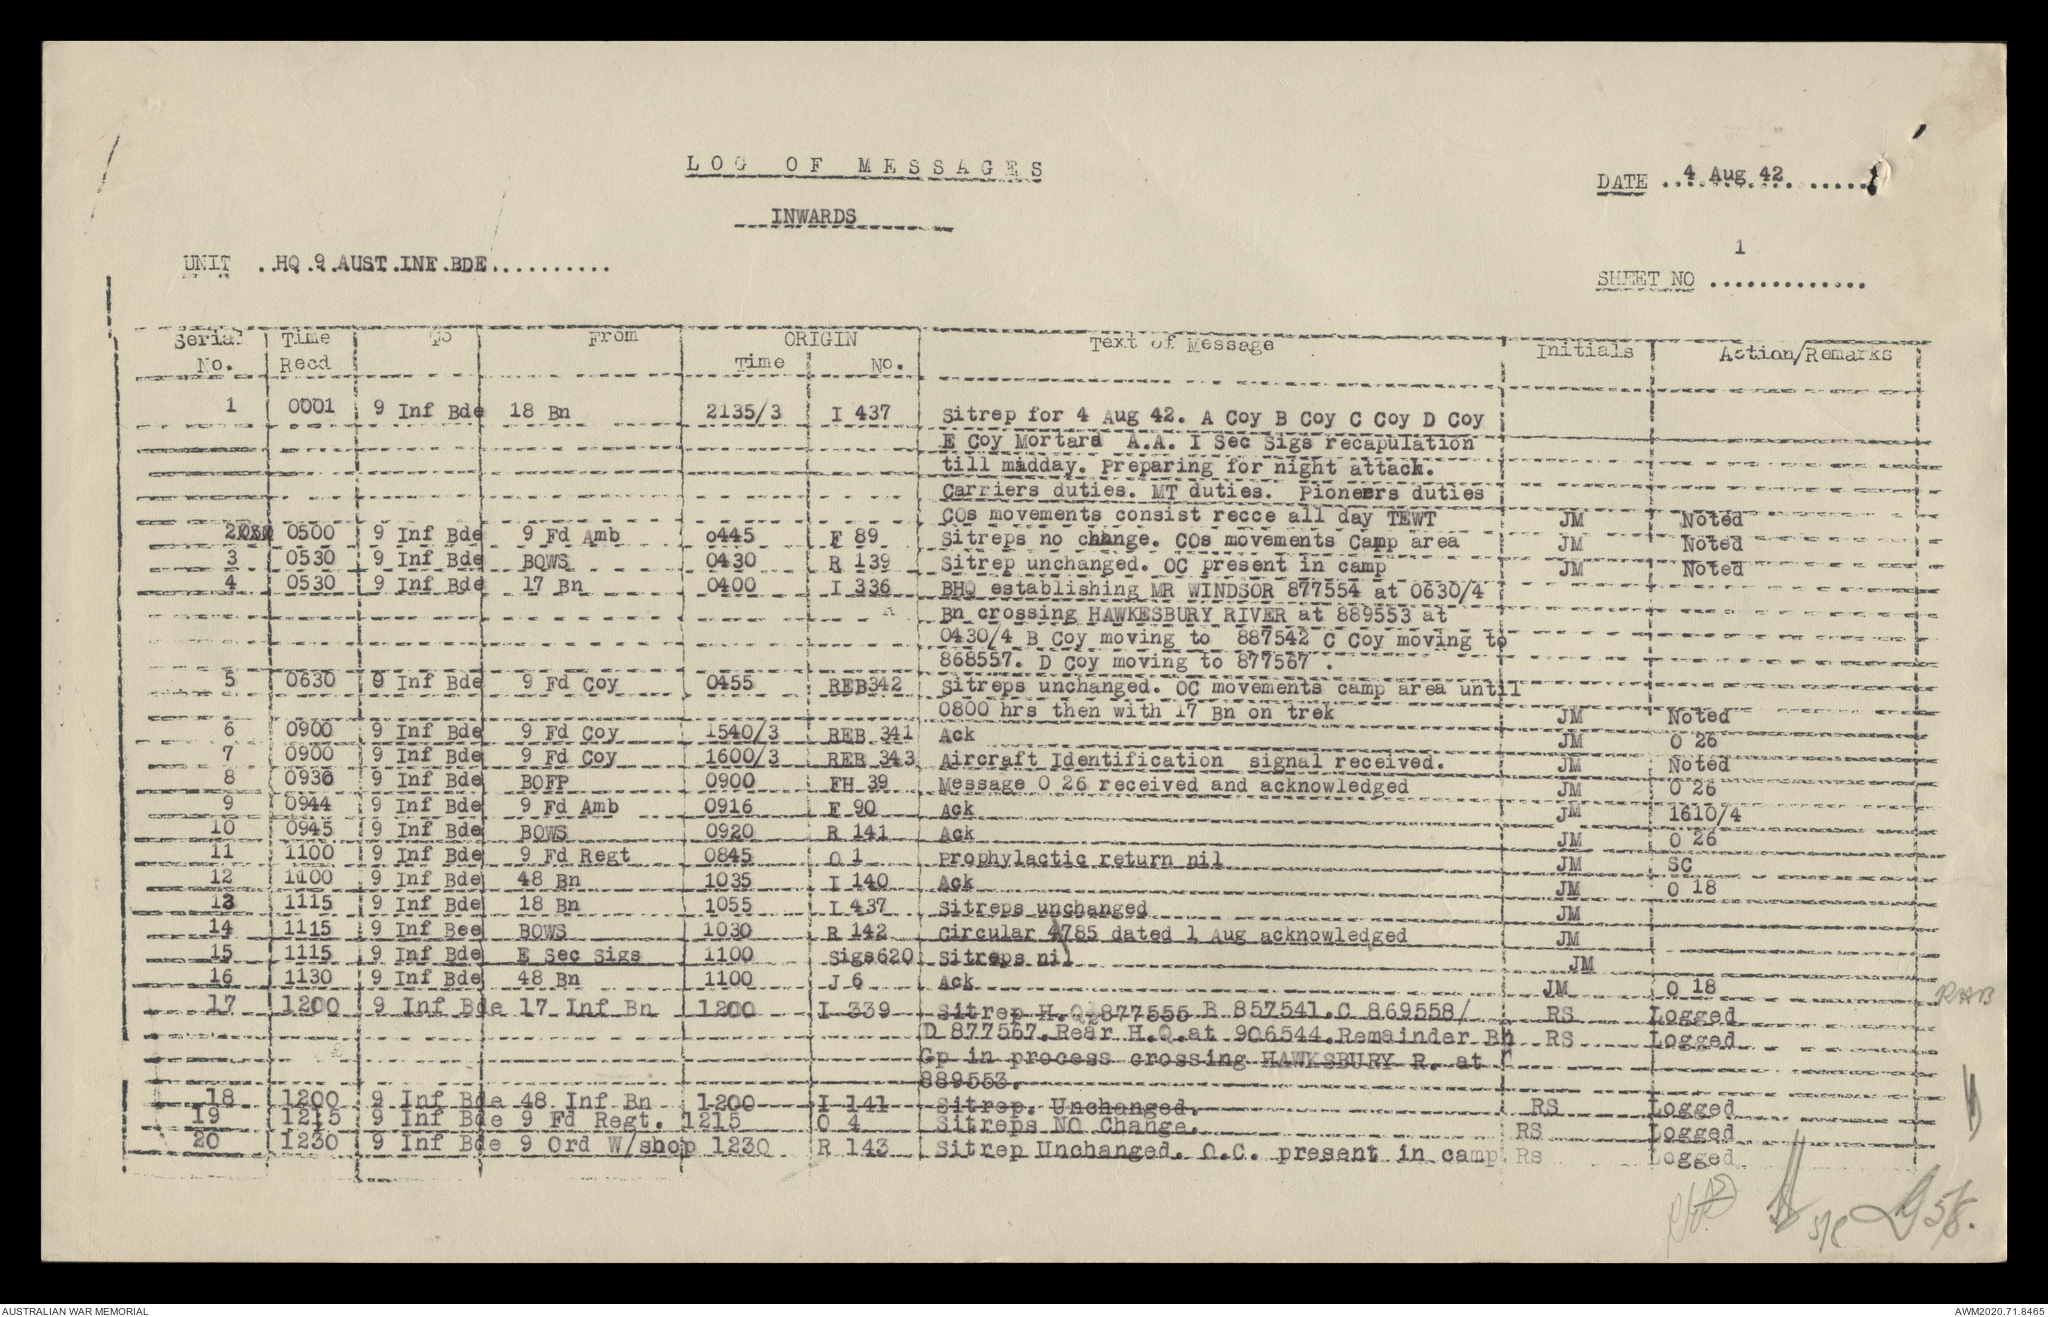 LOG OF MESSAGES
DATE 4 Aug 42
INWARDS
UNIT ..HQ.9.AUST.INF.BDE..........
1
SHEET NO .............
Serial No. Time Recd To From ORIGIN Time No. Text of Message Initials Action/Remarks
1 0001 9 Inf Bde 18 Bn 2135/3 I 437 Sitrep for 4 Aug 42. A Coy B Coy C Coy D Coy
E Coy Mortars A.A. I Sec Sigs recapulation
till midday. Preparing for night attack.
Carriers duties. MT duties. Pioneers duties
COs movements consist recce all day TEWT JM Noted
2 0500 9 Inf Bde 9 Fd Amb 0445 F 89 Sitreps no change. COs movements Camp area JM Noted
3 0530 9 Inf Bde BOWS 0430 R 139 Sitrep unchanged. OC present in camp JM Noted
4 0530 9 Inf Bde 17 Bn 0400 I 336 BHQ establishing MR WINDSOR 877554 at 0630/4
Bn crossing HAWKESBURY RIVER at 889553 at
0430/4 B Coy moving to 887542 C Coy moving to
868557. D Coy moving to 877567 .
5 0630 9 Inf Bde 9 Fd Coy 0455 REB342 Sitreps unchanged. OC movements camp area until
0800 hrs then with 17 Bn on trek JM Noted
6 0900 9 Inf Bde 9 Fd Coy 1540/3 REB 341 Ack JM O 26
7 0900 9 Inf Bde 9 Fd Coy 1600/3 REB 343 Aircraft Identification signal received. JM Noted
8 0930 9 Inf Bde BOFP 0900 FH 39 Message O 26 received and acknowledged JM O 26
9 0944 9 Inf Bde 9 Fd Amb 0916 F 90 Ack JM 1610/4
10 0945 9 Inf Bde BOWS 0920 R 141 Ack JM O 26
11 1100 9 Inf Bde 9 Fd Regt 0845 O 1 Prophylactic return nil JM SC
12 1100 9 Inf Bde 48 Bn 1035 I 140 Ack JM O 18
13 1115 9 Inf Bde 18 Bn 1055 I 437 Sitreps unchanged JM
14 1115 9 Inf Bee BOWS 1030 R 142 Circular 4785 dated 1 Aug acknowledged JM
15 1115 9 Inf Bde E Sec Sigs 1100 Sigs620 Sitreps nil JM
16 1130 9 Inf Bde 48 Bn 1100 J 6 Ack JM O 18
RAB
17 1200 9 Inf Bde 17 Inf Bn 1200 I 339 Sitrep H.Q. 877555 B 857541.C 869558/ RS Logged
D 877567.Rear H.Q.at 906544.Remainder Bn RS Logged
Gp in process crossing HAWKSBURY R. at
889553.
18 1200 9 Inf Bde 48 Inf Bn 1200 I 141 Sitrep. Unchanged. RS Logged
19 1215 9 Inf Bde 9 Fd Regt. 1215 O 4 Sitreps NO Change. RS Logged
20 1230 9 Inf Bde 9 Ord W/shop 1230 R 143 Sitrep Unchanged. O.C. present in camp Rs Logged
AUSTRALIAN WAR MEMORIAL
AWM2020.71.8465